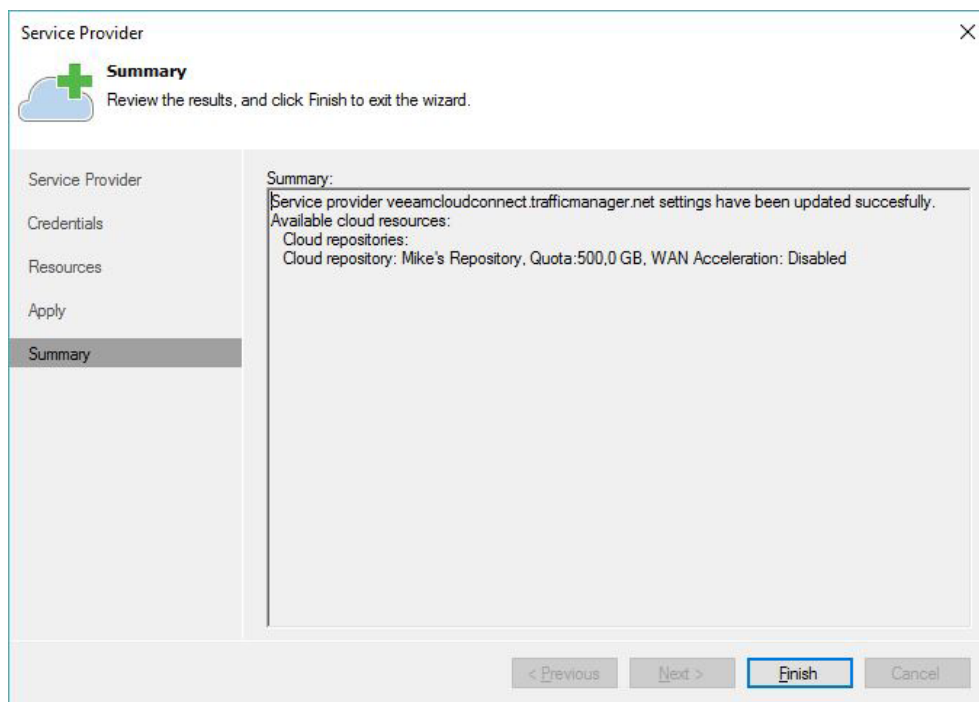 Service Provider
Summary
Review the results, and click Finish to exit the wizard.
Service Provider
Credentials
Resources
Apply
Summary
Summary:
Service provider veeamcloudconnect.trafficmanager.net settings have been updated succesfully.
Available cloud resources:
Cloud repositories:
Cloud repository: Mike's Repository, Quota:500,0 GB, WAN Acceleration: Disabled
< Previous
Next >
Finish
Cancel